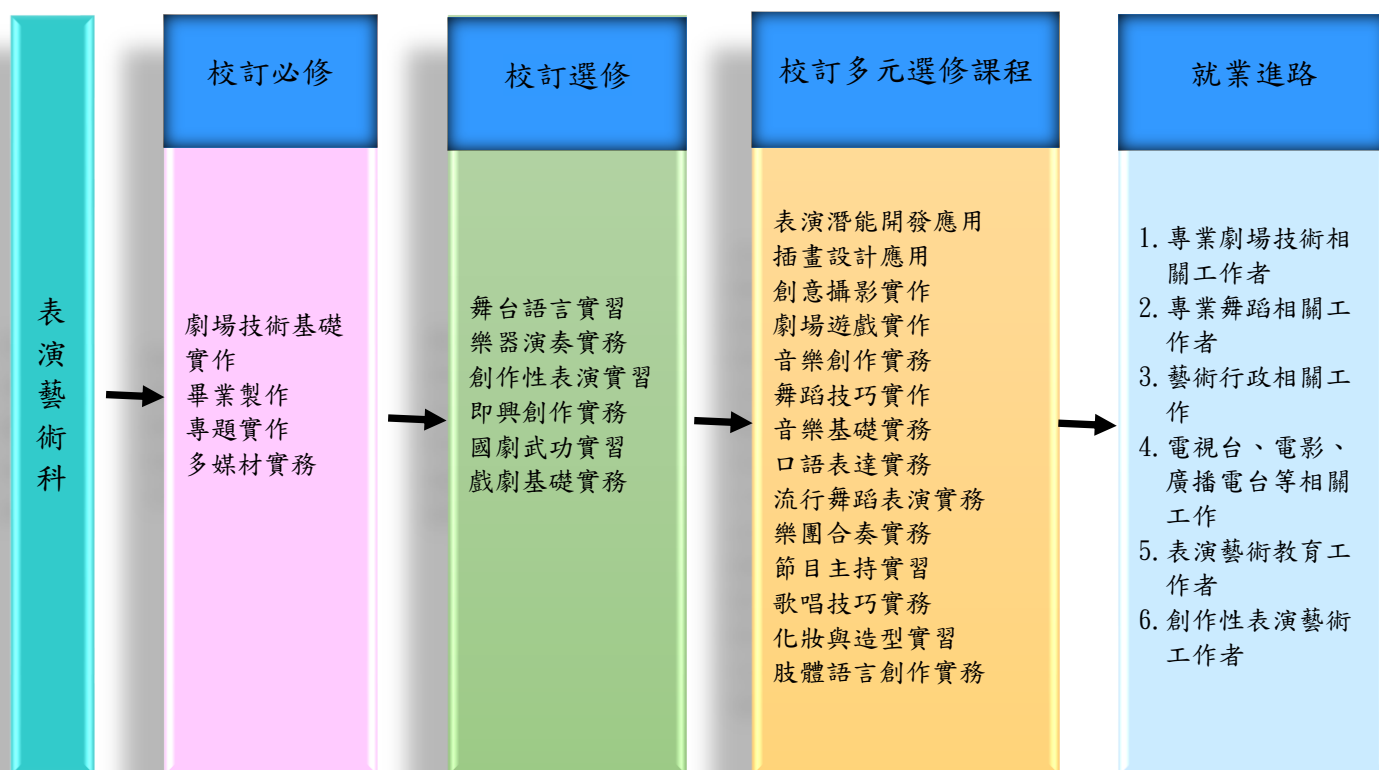 表演藝術科
校訂必修
劇場技術基礎
實作
畢業製作
專題實作
多媒材實務
校訂選修
舞台語言實習
樂器演奏實務
創作性表演實習
即興創作實務
國劇武功實習
戲劇基礎實務
校訂多元選修課程
表演潛能開發應用
插畫設計應用
創意攝影實作
劇場遊戲實作
音樂創作實務
舞蹈技巧實作
音樂基礎實務
口語表達實務
流行舞蹈表演實務
樂團合奏實務
節目主持實習
歌唱技巧實務
化妝與造型實習
肢體語言創作實務
就業進路
1.專業劇場技術相
關工作者
2.專業舞蹈相關工
作者
3.藝術行政相關工
作
4.電視台、電影、
廣播電台等相關
工作
5.表演藝術教育工
作者
6.創作性表演藝術
工作者